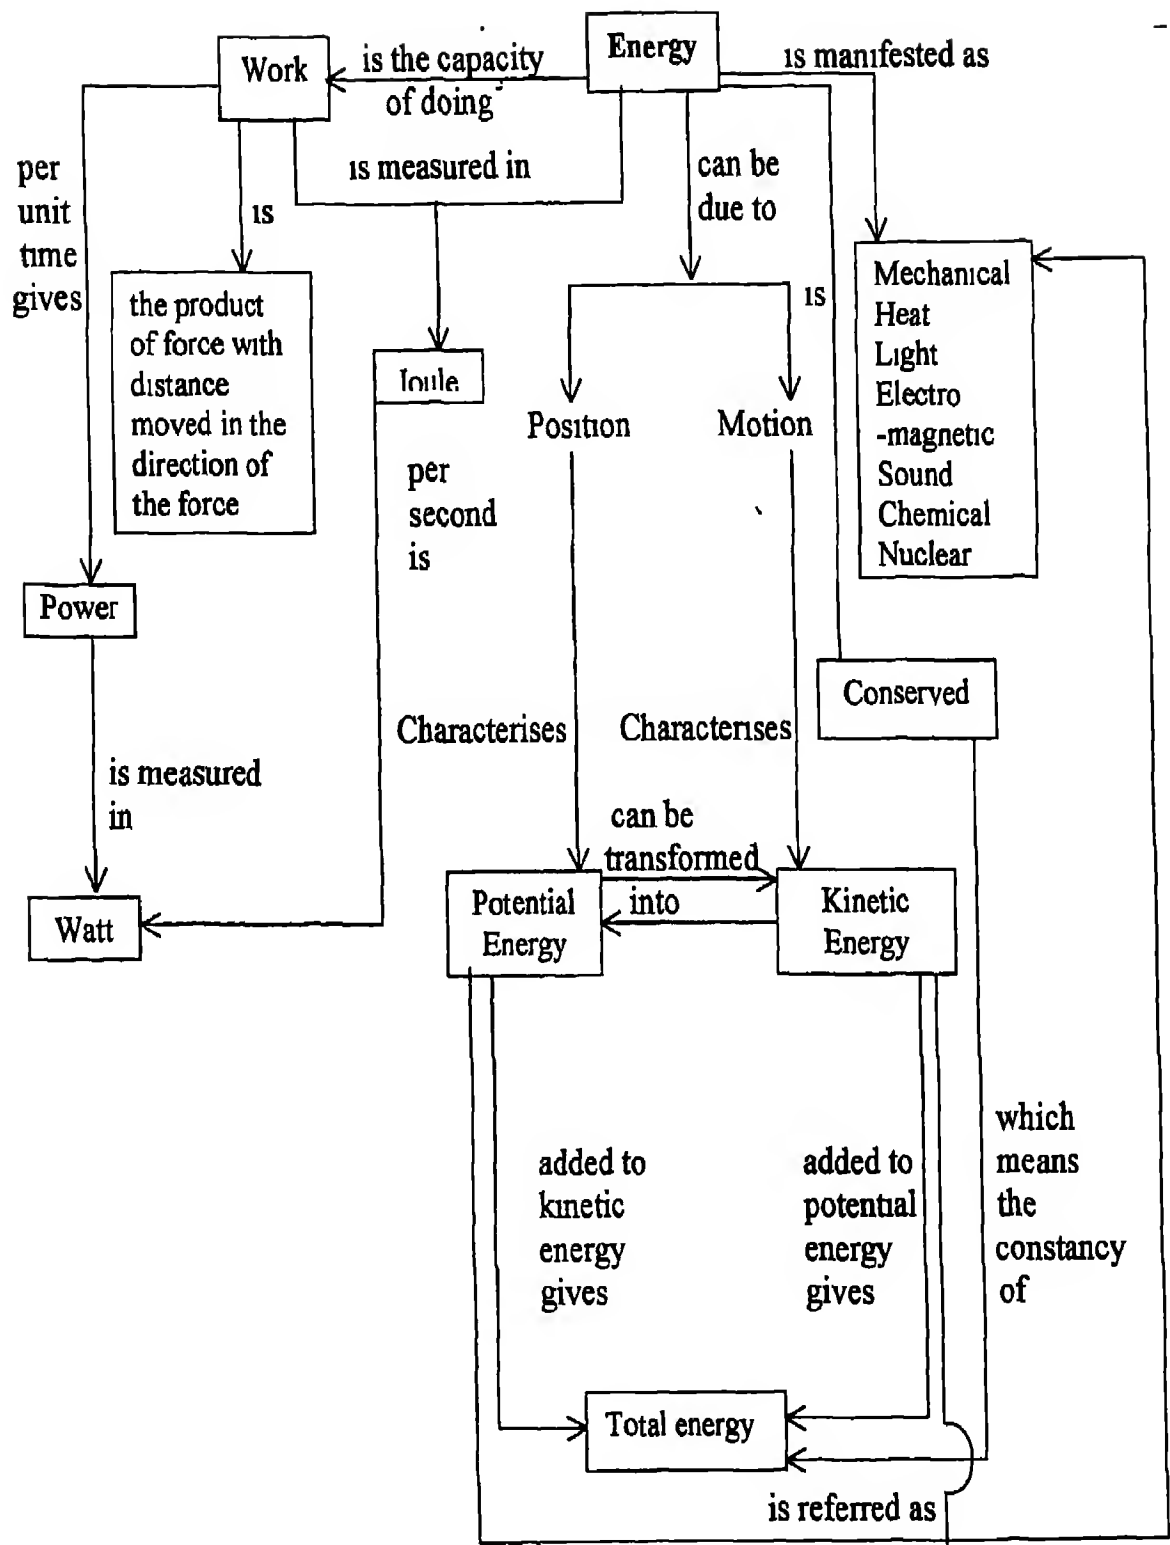 Energy
Work
is the capacity
of doing
is manifested as
is measured in
can be
due to
per
unit
time
gives
is
is
the product
of force with
distance
moved in the
direction of
the force
Mechanical
Heat
Light
Electro
-magnetic
Sound
Chemical
Nuclear
Joule
Position
Motion
per
second
is
Power
Conserved
Characterises
Characterises
is measured
in
can be
transformed
into
Watt
Potential
Energy
Kinetic
Energy
added to
kinetic
energy
gives
added to
potential
energy
gives
which
means
the
constancy
of
Total energy
is referred as